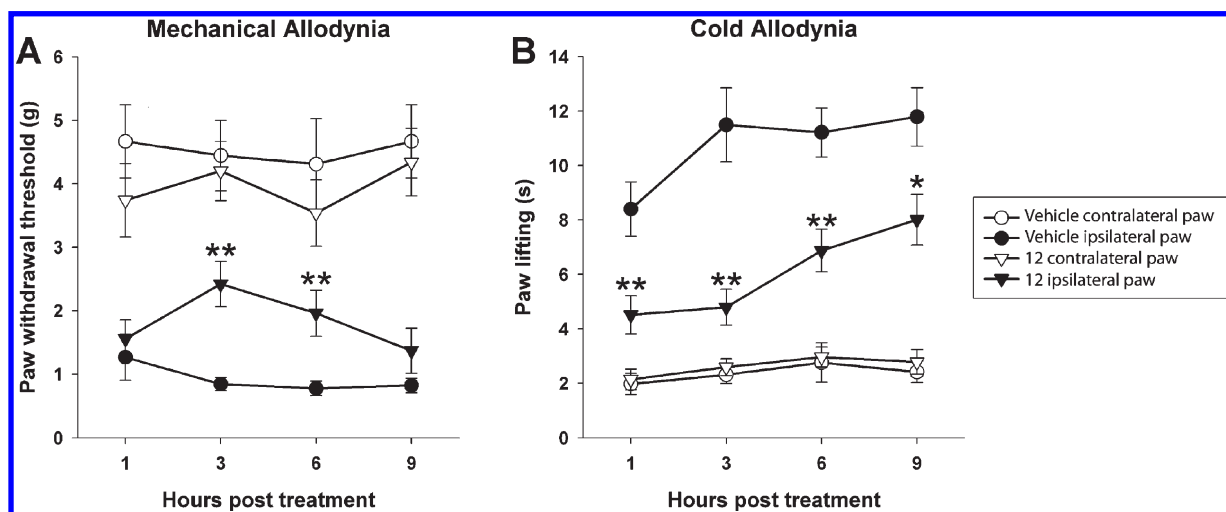 A
Mechanical Allodynia
Paw withdrawal threshold (g)
6
5
4
3
2
1
0
**
**
1 3 6 9
Hours post treatment
B
Cold Allodynia
Paw lifting (s)
14
12
10
8
6
4
2
0
**
**
**
*
1 3 6 9
Hours post treatment
Vehicle contralateral paw
Vehicle ipsilateral paw
12 contralateral paw
12 ipsilateral paw